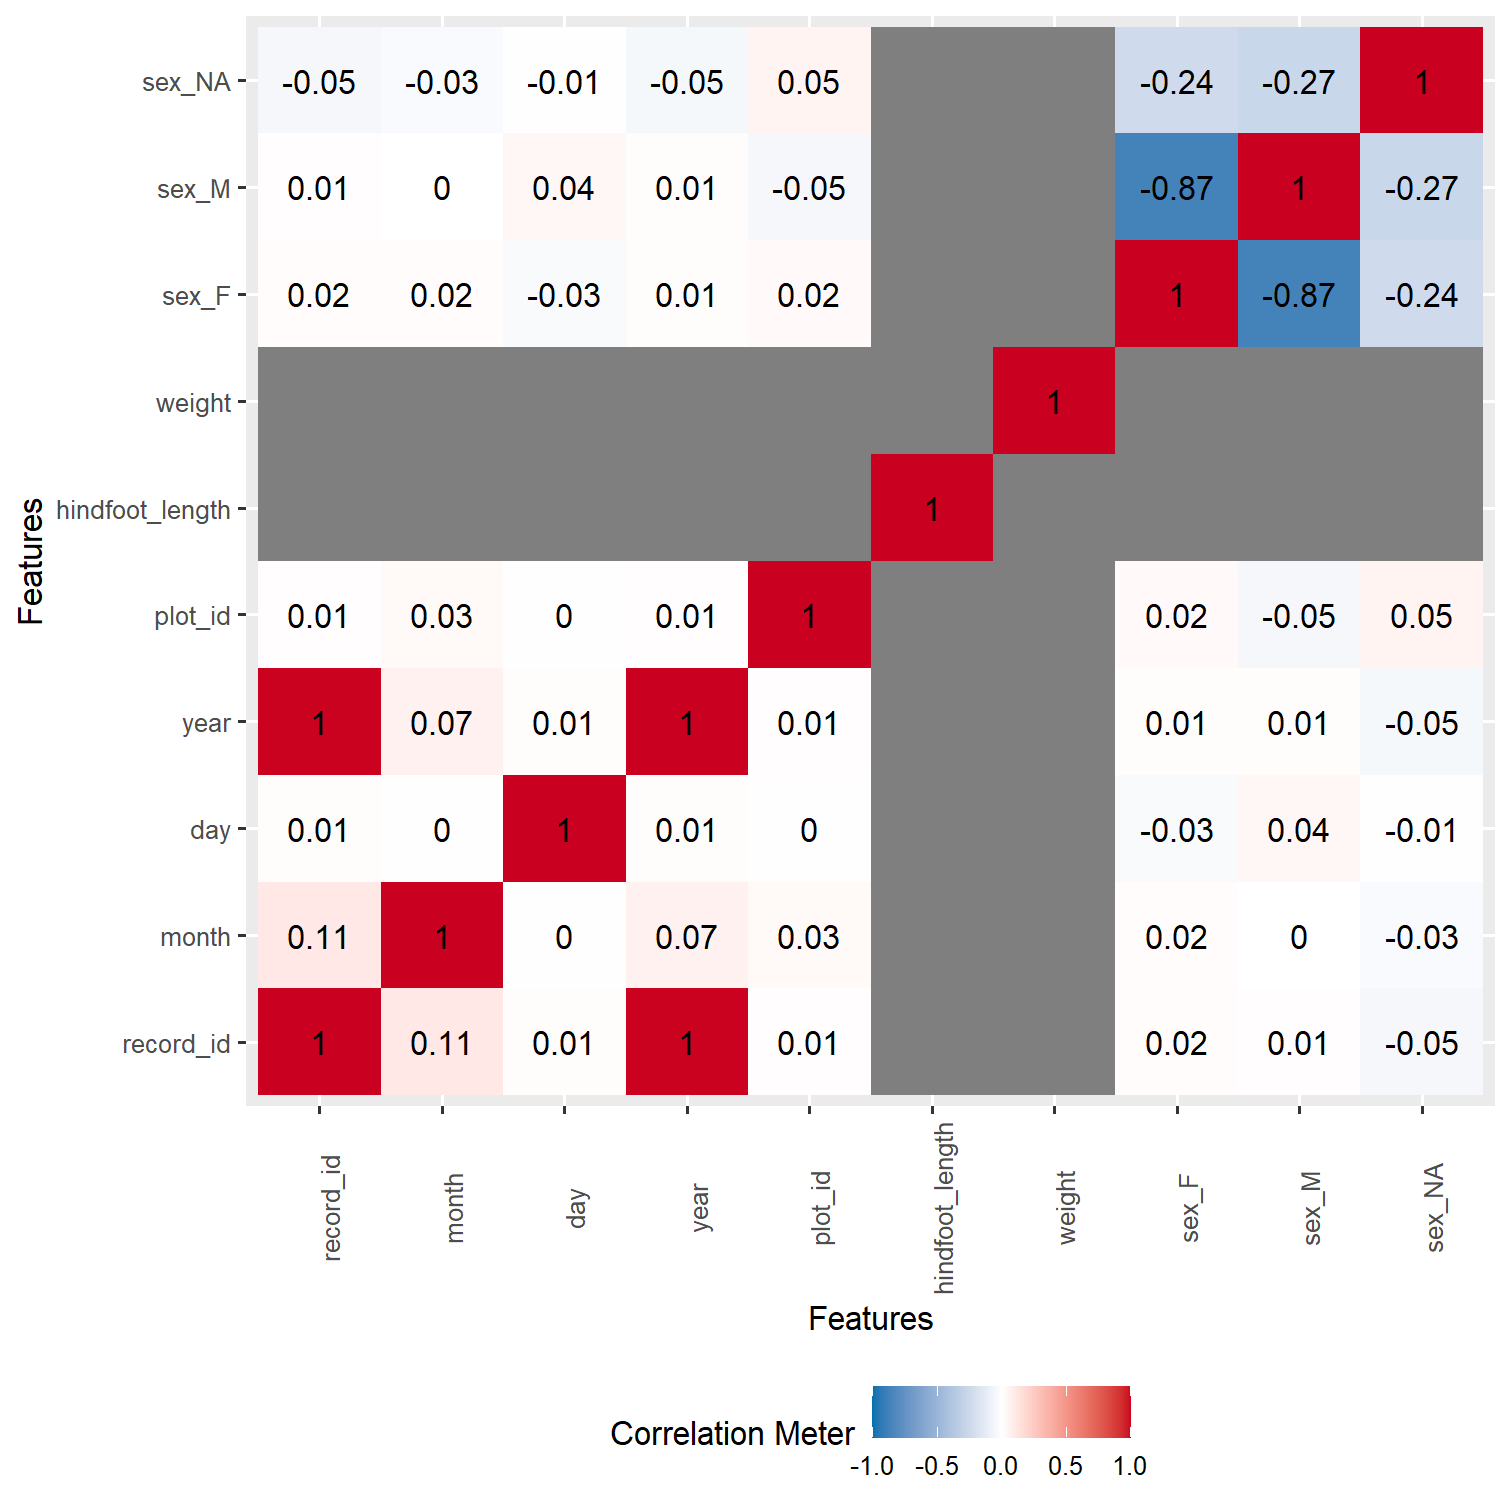 sex_NA -0.05 -0.03 -0.01 -0.05 0.05 -0.24 -0.27 1
sex_M 0.01 0 0.04 0.01 -0.05 -0.87 1 -0.27
sex_F 0.02 0.02 -0.03 0.01 0.02 1 -0.87 -0.24
weight 1
hindfoot_length 1
plot_id 0.01 0.03 0 0.01 1 0.02 -0.05 0.05
year 1 0.07 0.01 1 0.01 0.01 0.01 -0.05
day 0.01 0 1 0.01 0 -0.03 0.04 -0.01
month 0.11 1 0 0.07 0.03 0.02 0 -0.03
record_id 1 0.11 0.01 1 0.01 0.02 0.01 -0.05
Features
record_id
month
day
year
plot_id
hindfoot_length
weight
sex_F
sex_M
sex_NA
Features
Correlation Meter
-1.0 -0.5 0.0 0.5 1.0